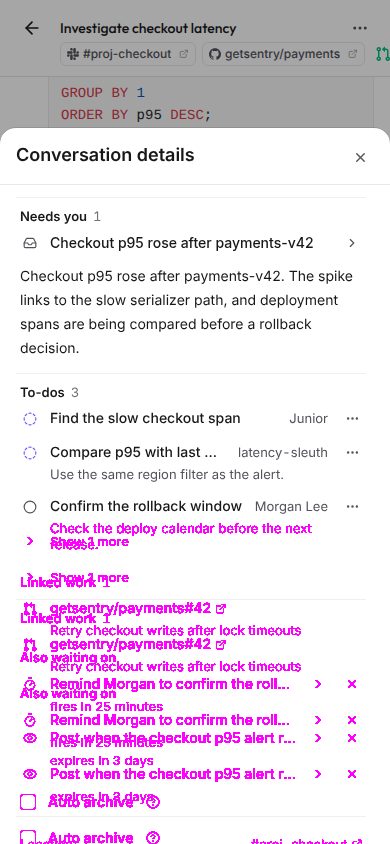 Investigate checkout latency
#proj-checkout getsentry/payments
GROUP BY 1
ORDER BY p95 DESC;
Conversation details
Needs you 1
Checkout p95 rose after payments-v42
Checkout p95 rose after payments-v42. The spike
links to the slow serializer path, and deployment
spans are being compared before a rollback
decision.
To-dos 3
Find the slow checkout span Junior
Compare p95 with last ... latency-sleuth
Use the same region filter as the alert.
Confirm the rollback window Morgan Lee
Check the deploy calendar before the next
release.
Show 1 more
Show 1 more
Linked work 1
getsentry/payments#42
Linked work 1
Retry checkout writes after lock timeouts
getsentry/payments#42
Also waiting on
Retry checkout writes after lock timeouts
Remind Morgan to confirm the roll...
Also waiting on
fires in 25 minutes
Remind Morgan to confirm the roll...
Post when the checkout p95 alert r...
fires in 25 minutes
expires in 3 days
Post when the checkout p95 alert r...
expires in 3 days
Auto archive
Auto archive
#proj-checkout